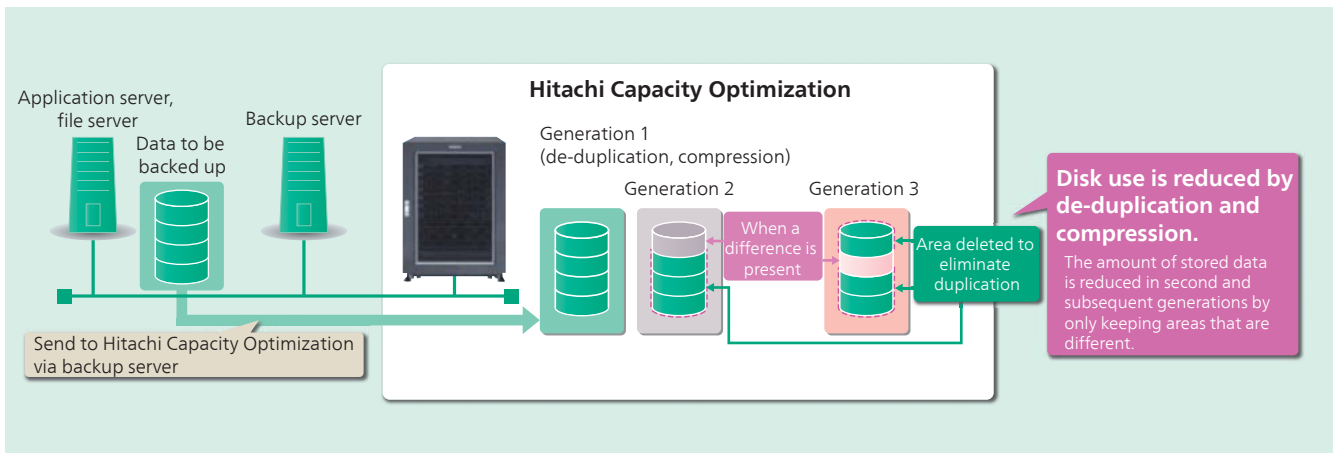 Hitachi Capacity Optimization
Application server,
file server
Data to be
backed up
Backup server
Generation 1
(de-duplication, compression)
Generation 2
Generation 3
When a
difference is
present
Area deleted to
eliminate
duplication
Disk use is reduced by
de-duplication and
compression.
The amount of stored data
is reduced in second and
subsequent generations by
only keeping areas that are
different.
Send to Hitachi Capacity Optimization
via backup server